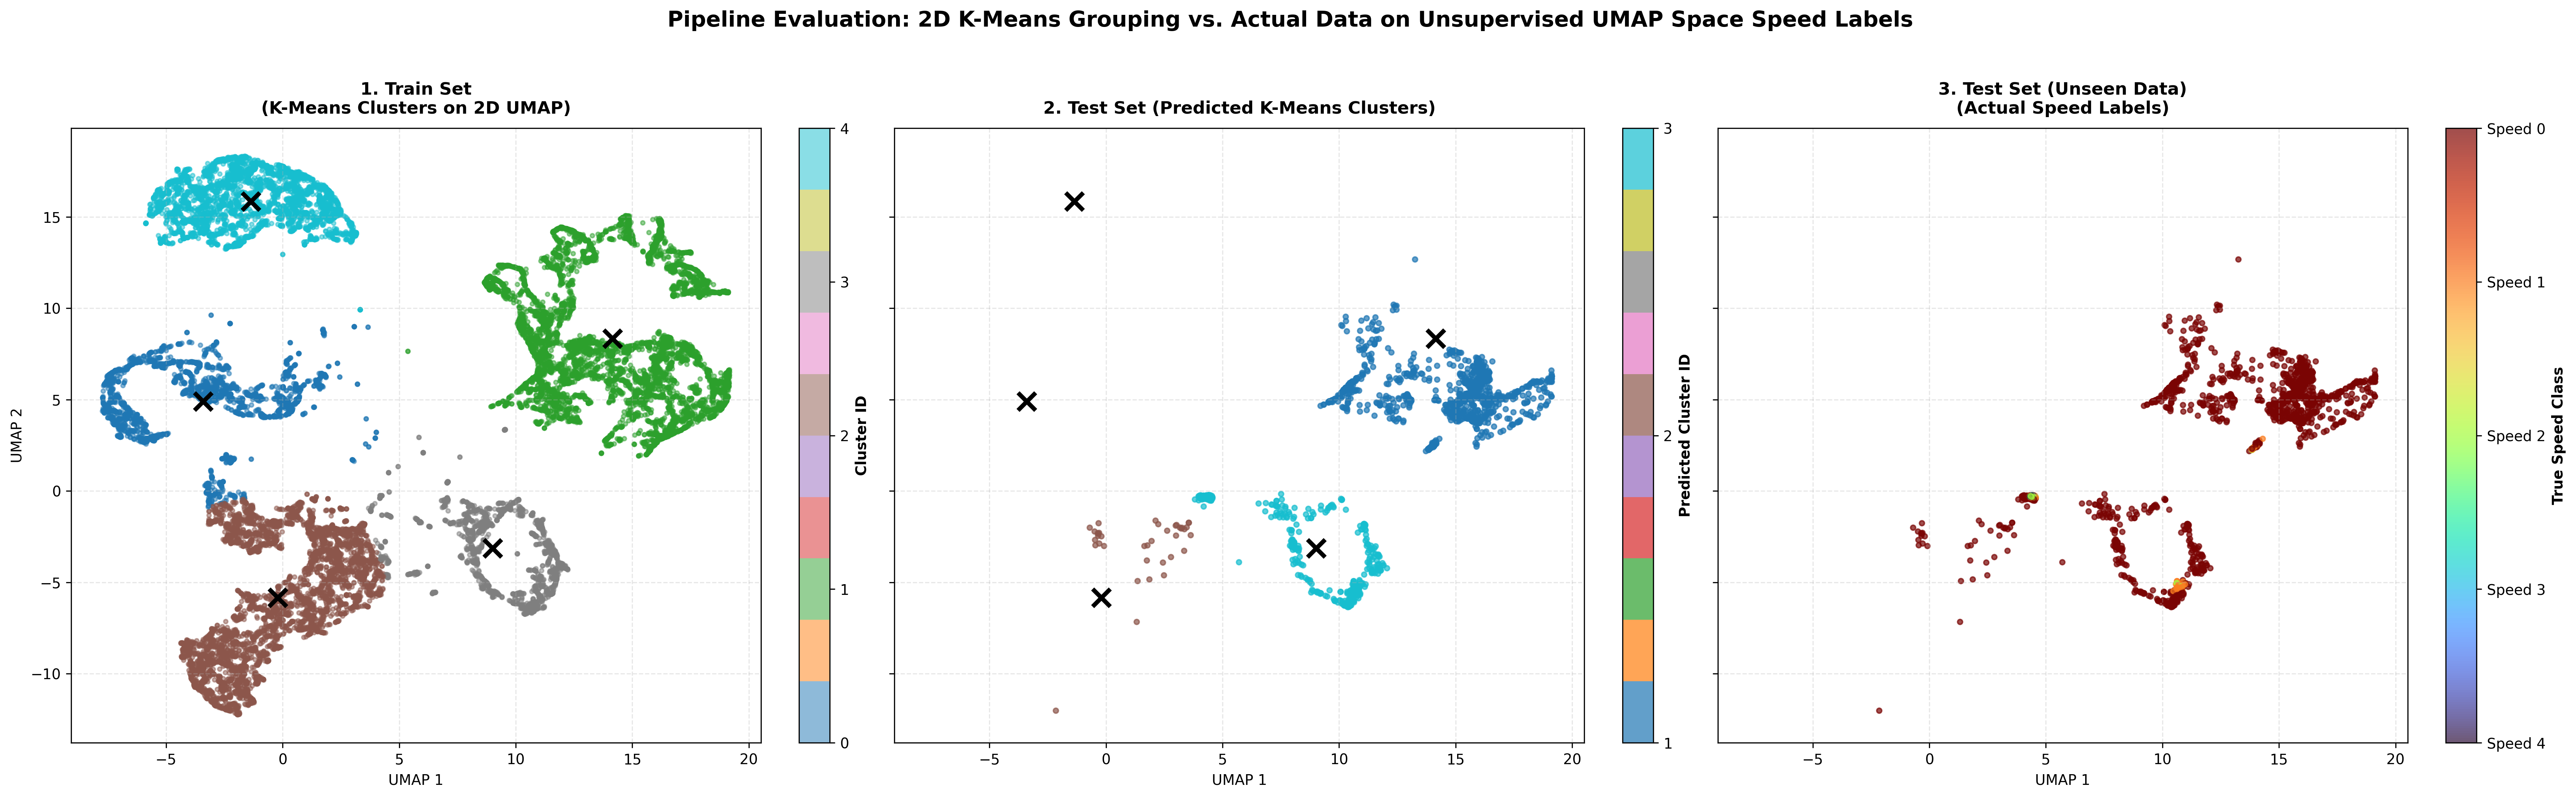 Pipeline Evaluation: 2D K-Means Grouping vs. Actual Data on Unsupervised UMAP Space Speed Labels
1. Train Set
(K-Means Clusters on 2D UMAP)
UMAP 2
15
10
5
0
−5
−10
−5
0
5
10
15
20
UMAP 1
4
3
2
1
0
Cluster ID
2. Test Set (Predicted K-Means Clusters)
−5
0
5
10
15
20
UMAP 1
3
2
1
Predicted Cluster ID
3. Test Set (Unseen Data)
(Actual Speed Labels)
−5
0
5
10
15
20
UMAP 1
Speed 0
Speed 1
Speed 2
Speed 3
Speed 4
True Speed Class